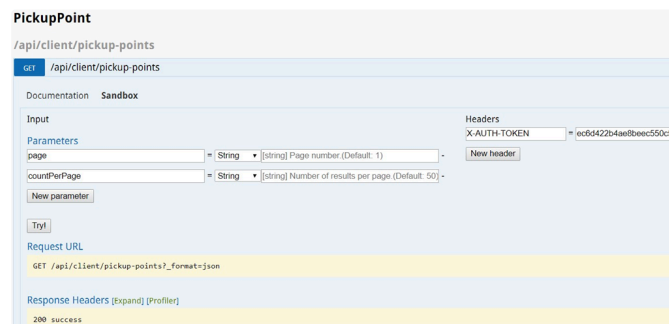 PickupPoint
/api/client/pickup-points
GET /api/client/pickup-points
Documentation Sandbox
Input
Headers
Parameters
X-AUTH-TOKEN = ec6d422b4ae8beec550c
page = String [string] Page number.(Default: 1) -
New header
countPerPage = String [string] Number of results per page.(Default: 50) -
New parameter
Try!
Request URL
GET /api/client/pickup-points?_format=json
Response Headers [Expand] [Profiler]
200 success